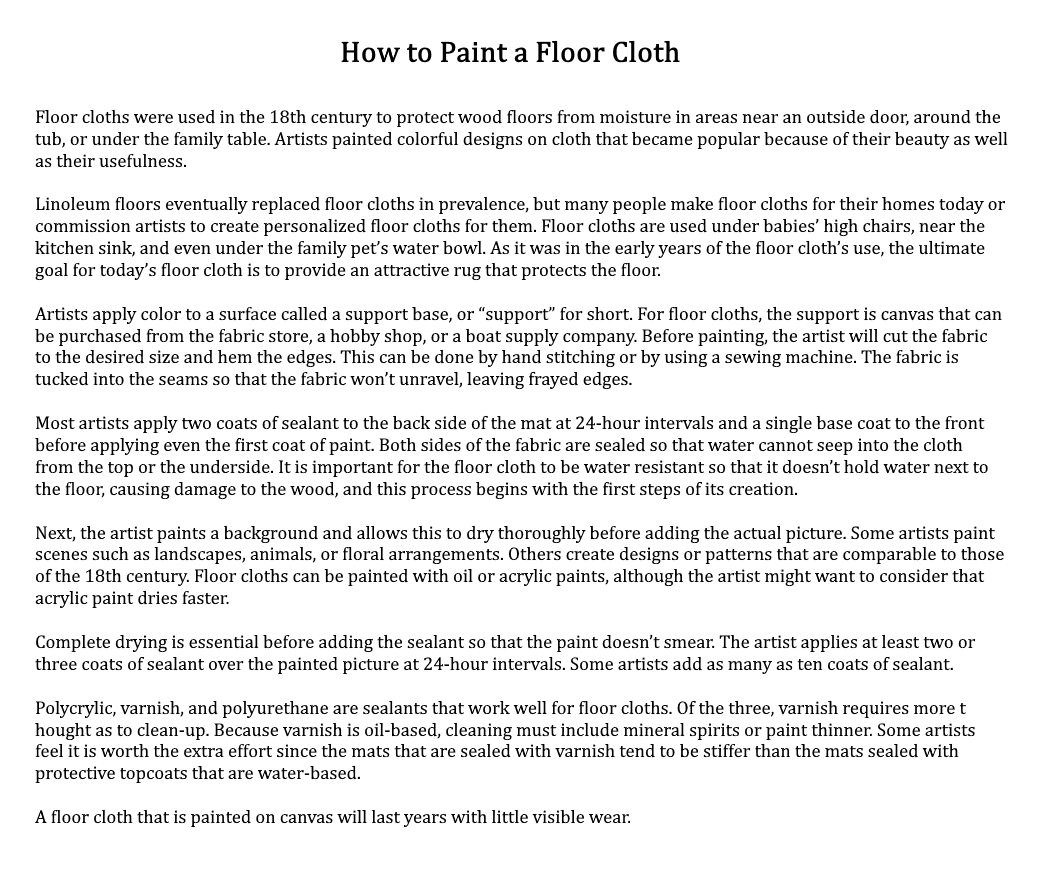 How to Paint a Floor Cloth
Floor cloths were used in the 18th century to protect wood floors from moisture in areas near an outside door, around the
tub, or under the family table. Artists painted colorful designs on cloth that became popular because of their beauty as well
as their usefulness.
Linoleum floors eventually replaced floor cloths in prevalence, but many people make floor cloths for their homes today or
commission artists to create personalized floor cloths for them. Floor cloths are used under babies’ high chairs, near the
kitchen sink, and even under the family pet’s water bowl. As it was in the early years of the floor cloth’s use, the ultimate
goal for today’s floor cloth is to provide an attractive rug that protects the floor.
Artists apply color to a surface called a support base, or “support” for short. For floor cloths, the support is canvas that can
be purchased from the fabric store, a hobby shop, or a boat supply company. Before painting, the artist will cut the fabric
to the desired size and hem the edges. This can be done by hand stitching or by using a sewing machine. The fabric is
tucked into the seams so that the fabric won’t unravel, leaving frayed edges.
Most artists apply two coats of sealant to the back side of the mat at 24-hour intervals and a single base coat to the front
before applying even the first coat of paint. Both sides of the fabric are sealed so that water cannot seep into the cloth
from the top or the underside. It is important for the floor cloth to be water resistant so that it doesn’t hold water next to
the floor, causing damage to the wood, and this process begins with the first steps of its creation.
Next, the artist paints a background and allows this to dry thoroughly before adding the actual picture. Some artists paint
scenes such as landscapes, animals, or floral arrangements. Others create designs or patterns that are comparable to those
of the 18th century. Floor cloths can be painted with oil or acrylic paints, although the artist might want to consider that
acrylic paint dries faster.
Complete drying is essential before adding the sealant so that the paint doesn’t smear. The artist applies at least two or
three coats of sealant over the painted picture at 24-hour intervals. Some artists add as many as ten coats of sealant.
Polycrylic, varnish, and polyurethane are sealants that work well for floor cloths. Of the three, varnish requires more t
hought as to clean-up. Because varnish is oil-based, cleaning must include mineral spirits or paint thinner. Some artists
feel it is worth the extra effort since the mats that are sealed with varnish tend to be stiffer than the mats sealed with
protective topcoats that are water-based.
A floor cloth that is painted on canvas will last years with little visible wear.